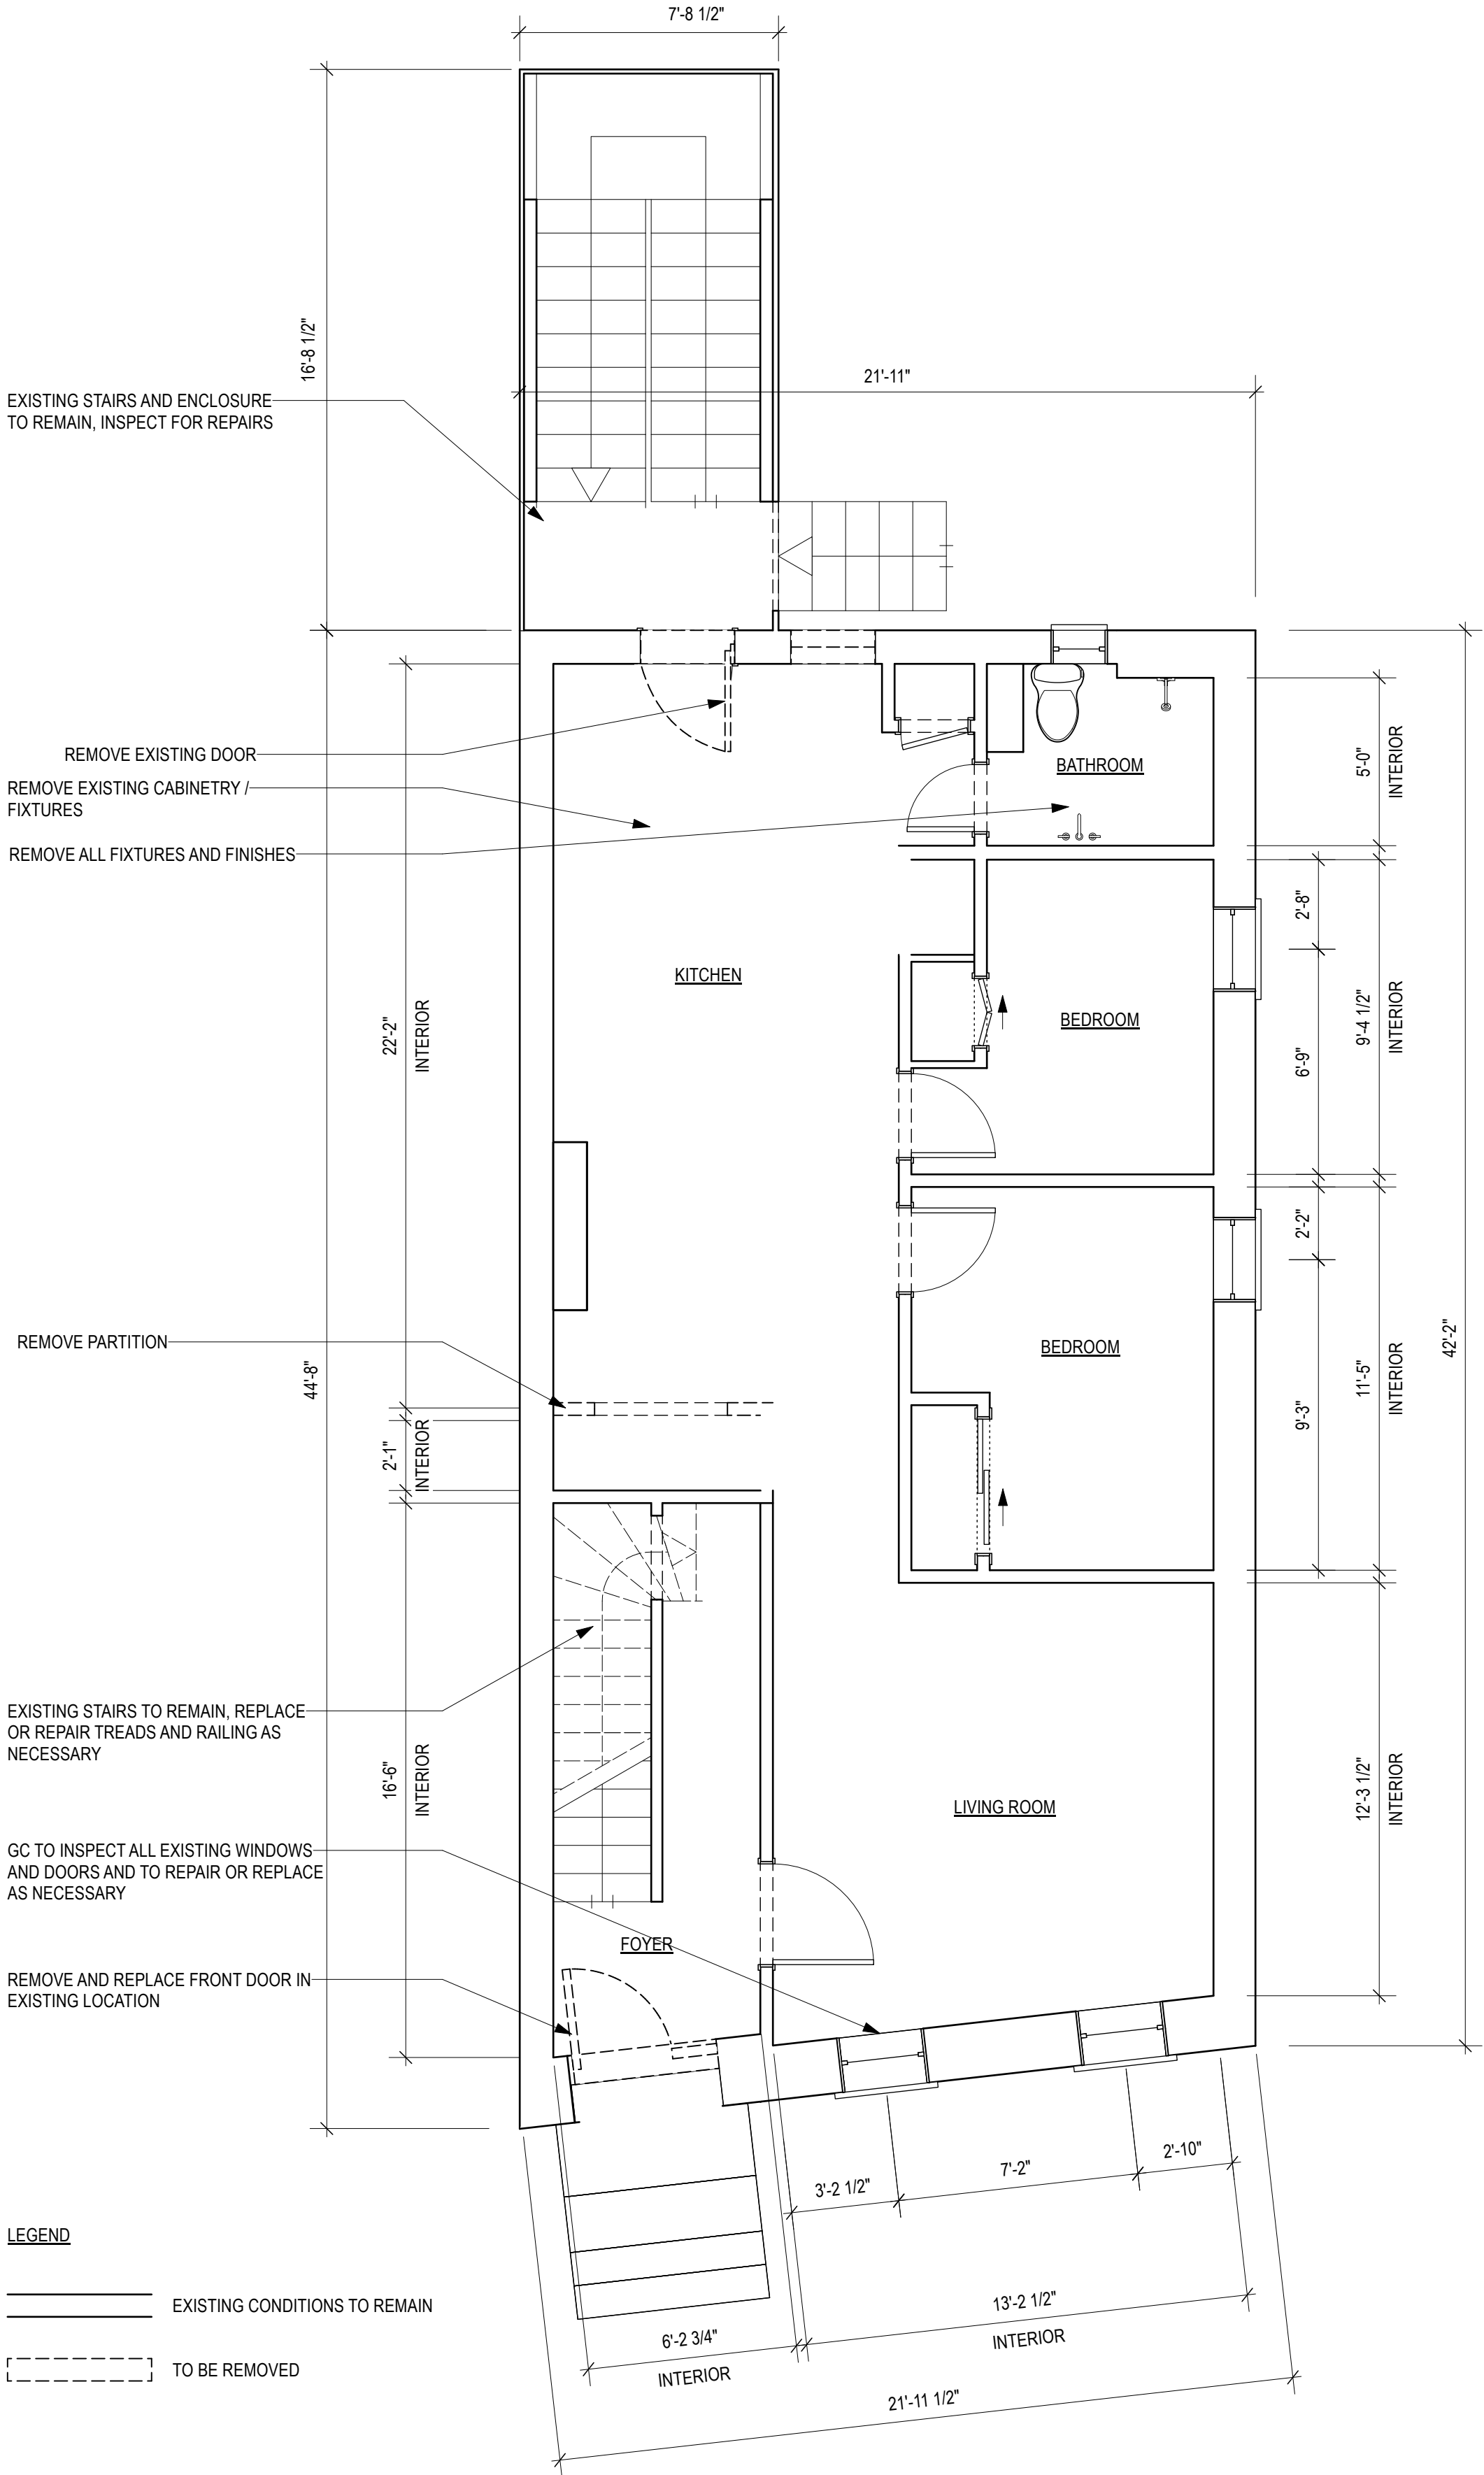 7'-8 1/2"
16'-8 1/2"
21'-11"
EXISTING STAIRS AND ENCLOSURE
TO REMAIN, INSPECT FOR REPAIRS
REMOVE EXISTING DOOR
REMOVE EXISTING CABINETRY /
FIXTURES
REMOVE ALL FIXTURES AND FINISHES
BATHROOM
5'-0"
INTERIOR
KITCHEN
BEDROOM
2'-8"
6'-9"
9'-4 1/2"
INTERIOR
22'-2"
INTERIOR
2'-2"
9'-3"
11'-5"
INTERIOR
42'-2"
REMOVE PARTITION
BEDROOM
44'-8"
2'-1"
INTERIOR
EXISTING STAIRS TO REMAIN, REPLACE
OR REPAIR TREADS AND RAILING AS
NECESSARY
16'-6"
INTERIOR
LIVING ROOM
12'-3 1/2"
INTERIOR
GC TO INSPECT ALL EXISTING WINDOWS
AND DOORS AND TO REPAIR OR REPLACE
AS NECESSARY
FOYER
REMOVE AND REPLACE FRONT DOOR IN
EXISTING LOCATION
3'-2 1/2"
7'-2"
2'-10"
6'-2 3/4"
INTERIOR
13'-2 1/2"
INTERIOR
21'-11 1/2"
LEGEND
EXISTING CONDITIONS TO REMAIN
TO BE REMOVED